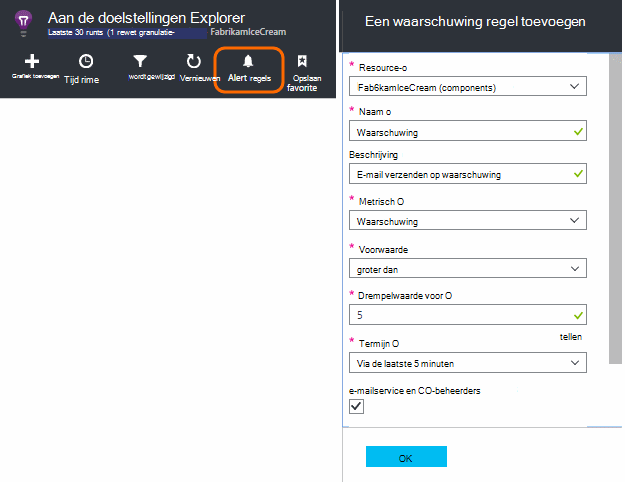 Aan de doelstellingen Explorer
Laatste 30 runts (1 rewet granulatie-
FabrikamIceCream
Grafiek toevoegen
Tijd rime
wordt gewijzigd
Vernieuwen
Alert regels
Opslaan
favorite
Een waarschuwing regel toevoegen
* Resource-o
Fab6kamIceCream (components)
* Naam o
Waarschuwing
Beschrijving
E-mail verzenden op waarschuwing
* Metrisch O
Waarschuwing
* Voorwaarde
groter dan
* Drempelwaarde voor O
5
tellen
* Termijn O
Via de laatste 5 minuten
e-mailservice en CO-beheerders
OK